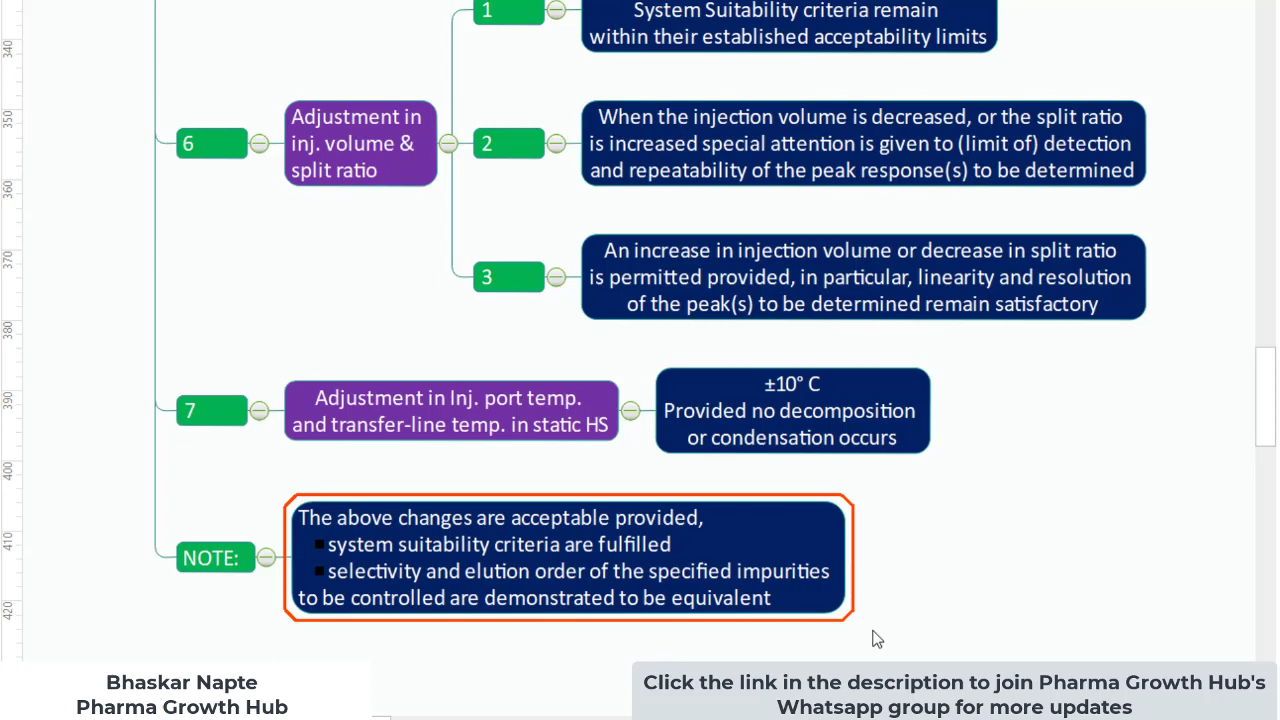 340
350
360
370
380
390
400
410
420
1
System Suitability criteria remain
within their established acceptability limits
6
Adjustment in
inj. volume &
split ratio
2
When the injection volume is decreased, or the split ratio
is increased special attention is given to (limit of) detection
and repeatability of the peak response(s) to be determined
3
An increase in injection volume or decrease in split ratio
is permitted provided, in particular, linearity and resolution
of the peak(s) to be determined remain satisfactory
7
Adjustment in Inj. port temp.
and transfer-line temp. in static HS
±10° C
Provided no decomposition
or condensation occurs
NOTE:
The above changes are acceptable provided,
▪ system suitability criteria are fulfilled
▪ selectivity and elution order of the specified impurities
to be controlled are demonstrated to be equivalent
Bhaskar Napte
Pharma Growth Hub
Click the link in the description to join Pharma Growth Hub's
Whatsapp group for more updates